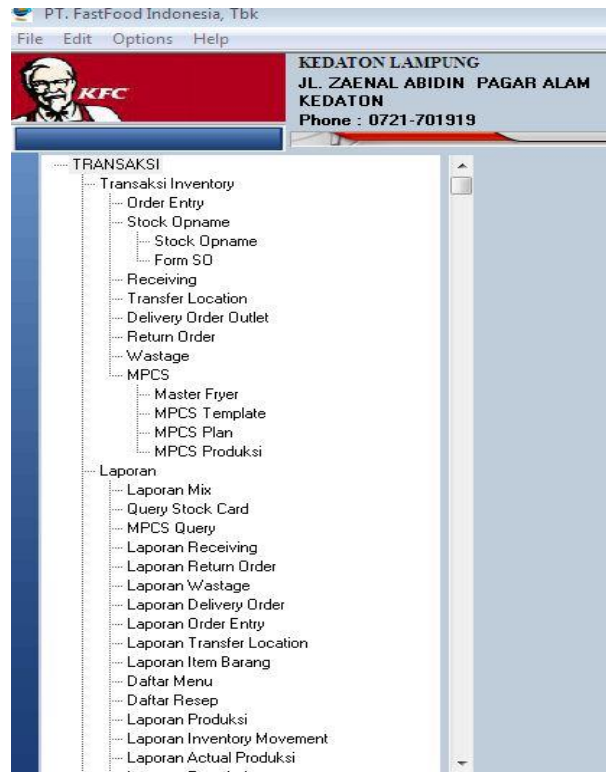 PT. FastFood Indonesia, Tbk
File Edit Options Help
KFC
KEDATON LAMPUNG
JL. ZAENAL ABIDIN PAGAR ALAM
KEDATON
Phone : 0721-701919
TRANSAKSI
Transaksi Inventory
Order Entry
Stock Opname
Stock Opname
Form SO
Receiving
Transfer Location
Delivery Order Outlet
Return Order
Wastage
MPCS
Master Fryer
MPCS Template
MPCS Plan
MPCS Produksi
Laporan
Laporan Mix
Query Stock Card
MPCS Query
Laporan Receiving
Laporan Return Order
Laporan Wastage
Laporan Delivery Order
Laporan Order Entry
Laporan Transfer Location
Laporan Item Barang
Daftar Menu
Daftar Resep
Laporan Produksi
Laporan Inventory Movement
Laporan Actual Produksi